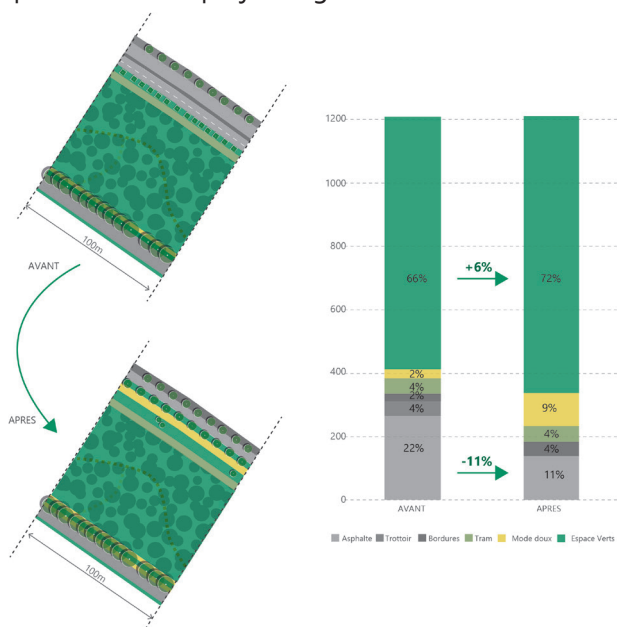 100m
AVANT
APRES
100m
1200
1000
800
600
400
200
0
66%
2%
4%
2%
4%
22%
+6%
-11%
72%
9%
4%
4%
11%
AVANT
APRES
Asphalte Trottoir Bordures Tram Mode doux Espace Verts